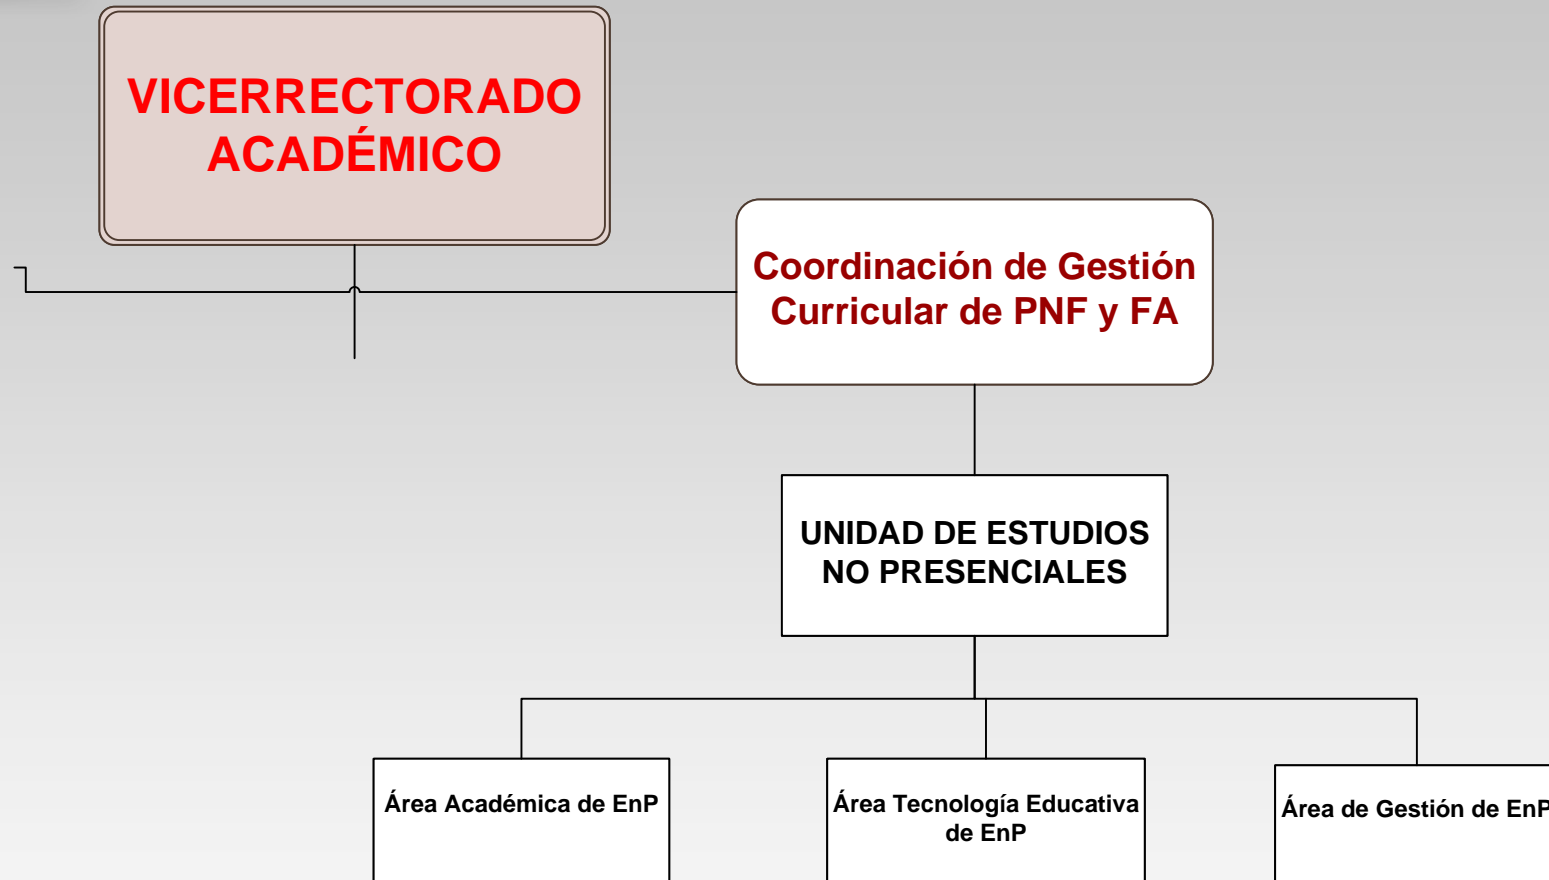 VICERRECTORADO
ACADÉMICO
Coordinación de Gestión
Curricular de PNF y FA
UNIDAD DE ESTUDIOS
NO PRESENCIALES
Área Académica de EnP
Área Tecnología Educativa
de EnP
Área de Gestión de EnP